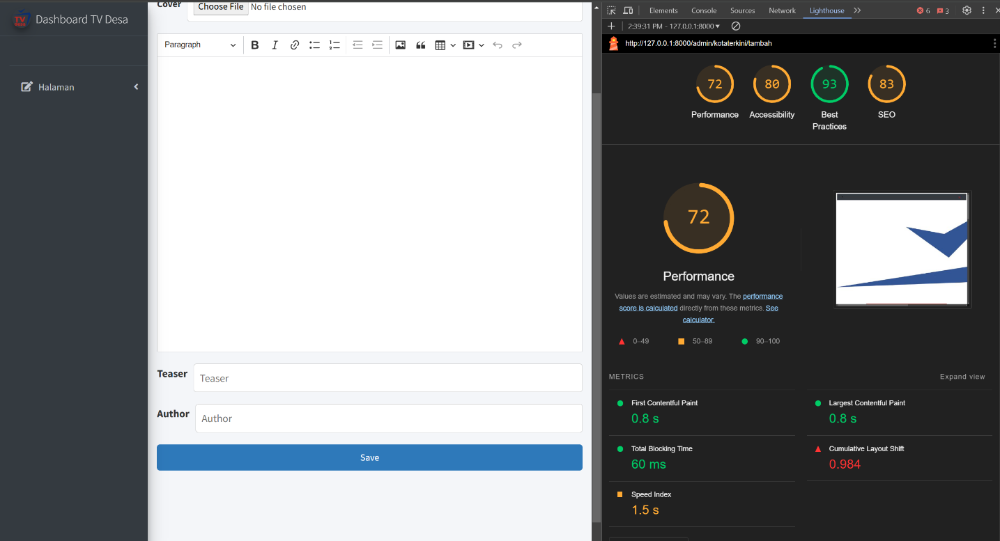 Dashboard TV Desa
Halaman
Cover
Choose File No file chosen
Paragraph
Teaser
Teaser
Author
Author
Save
Elements Console Sources Network Lighthouse
6 3
2:39:31 PM - 127.0.0.1:8000
http://127.0.0.1:8000/admin/kotaterkini/tambah
72 80 93 83
Performance Accessibility Best Practices SEO
72
Performance
Values are estimated and may vary. The performance
score is calculated directly from these metrics. See
calculator.
0–49 50–89 90–100
METRICS Expand view
First Contentful Paint
0.8 s
Largest Contentful Paint
0.8 s
Total Blocking Time
60 ms
Cumulative Layout Shift
0.984
Speed Index
1.5 s